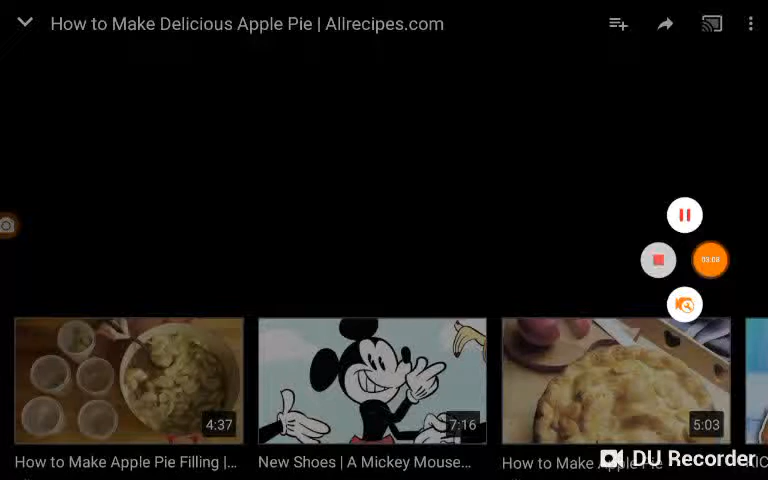 How to Make Delicious Apple Pie | Allrecipes.com
03:08
4:37
7:16
5:03
How to Make Apple Pie Filling |...
New Shoes | A Mickey Mouse...
How to Make Apple Pie
DU Recorder